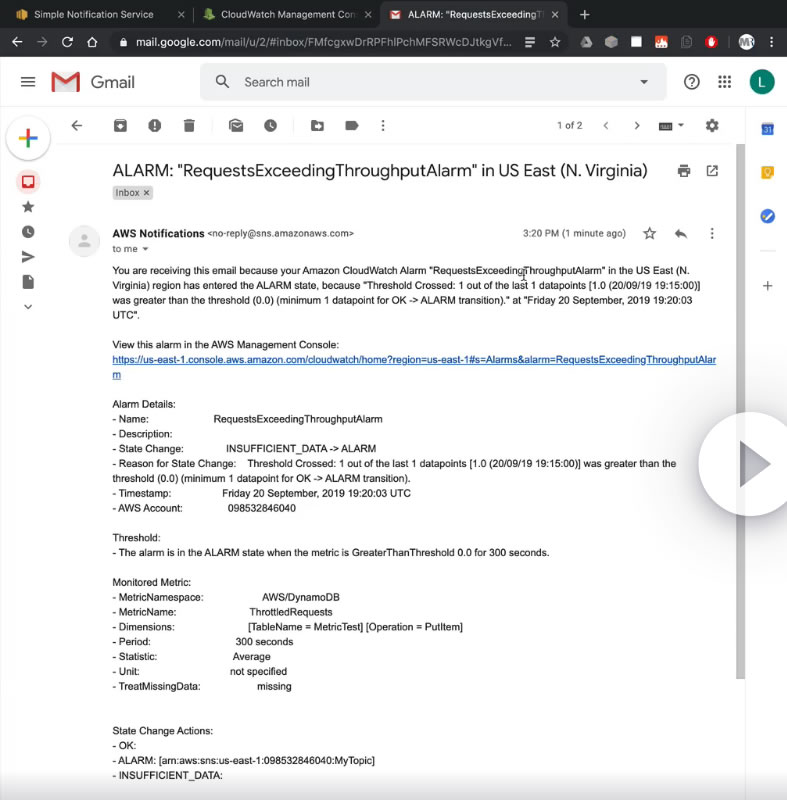 Simple Notification Service
CloudWatch Management Con
ALARM: "RequestsExceedingT
mail.google.com/mail/u/2/#inbox/FMfcgxwDrRPFhlPchMFSRWcDJtkgVf...
Gmail
Search mail
L
1 of 2
31
ALARM: "RequestsExceedingThroughputAlarm" in US East (N. Virginia)
Inbox
AWS Notifications <no-reply@sns.amazonaws.com>
3:20 PM (1 minute ago)
to me
You are receiving this email because your Amazon CloudWatch Alarm "RequestsExceedingThroughputAlarm" in the US East (N.
Virginia) region has entered the ALARM state, because "Threshold Crossed: 1 out of the last 1 datapoints [1.0 (20/09/19 19:15:00)]
was greater than the threshold (0.0) (minimum 1 datapoint for OK -> ALARM transition)." at "Friday 20 September, 2019 19:20:03
UTC".
View this alarm in the AWS Management Console:
https://us-east-1.console.aws.amazon.com/cloudwatch/home?region=us-east-1#s=Alarms&alarm=RequestsExceedingThroughputAlar
m
Alarm Details:
- Name: RequestsExceedingThroughputAlarm
- Description:
- State Change: INSUFFICIENT_DATA -> ALARM
- Reason for State Change: Threshold Crossed: 1 out of the last 1 datapoints [1.0 (20/09/19 19:15:00)] was greater than the
threshold (0.0) (minimum 1 datapoint for OK -> ALARM transition).
- Timestamp: Friday 20 September, 2019 19:20:03 UTC
- AWS Account: 098532846040
Threshold:
- The alarm is in the ALARM state when the metric is GreaterThanThreshold 0.0 for 300 seconds.
Monitored Metric:
- MetricNamespace: AWS/DynamoDB
- MetricName: ThrottledRequests
- Dimensions: [TableName = MetricTest] [Operation = PutItem]
- Period: 300 seconds
- Statistic: Average
- Unit: not specified
- TreatMissingData: missing
State Change Actions:
- OK:
- ALARM: [arn:aws:sns:us-east-1:098532846040:MyTopic]
- INSUFFICIENT_DATA: